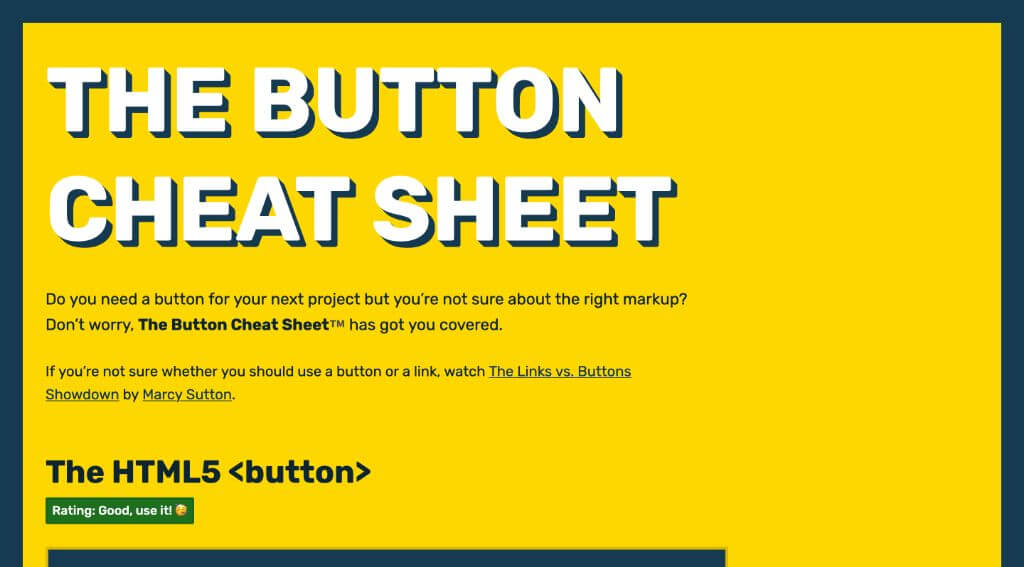 THE BUTTON
CHEAT SHEET
Do you need a button for your next project but you’re not sure about the right markup?
Don’t worry, The Button Cheat Sheet™ has got you covered.
If you’re not sure whether you should use a button or a link, watch The Links vs. Buttons
Showdown by Marcy Sutton.
The HTML5 <button>
Rating: Good, use it! 🥰